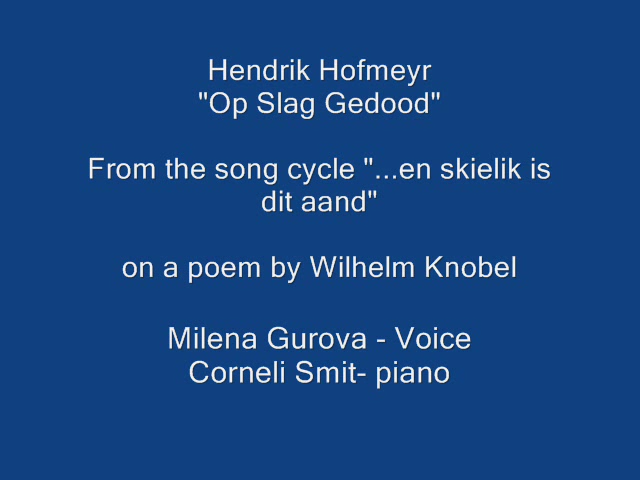 Hendrik Hofmeyr
"Op Slag Gedood"
From the song cycle "...en skielik is
dit aand"
on a poem by Wilhelm Knobel
Milena Gurova - Voice
Corneli Smit- piano